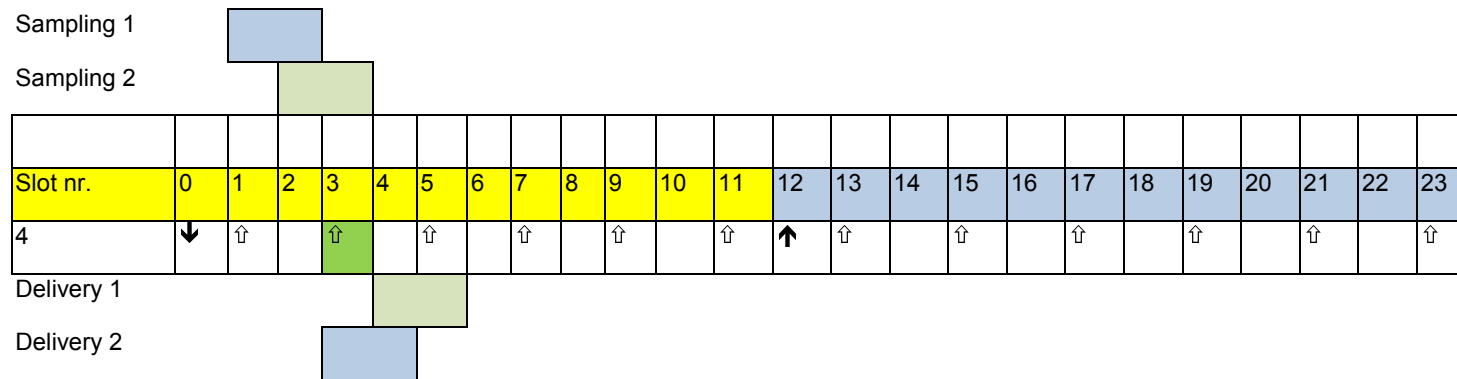 Sampling 1
Sampling 2
Slot nr. 0 1 2 3 4 5 6 7 8 9 10 11 12 13 14 15 16 17 18 19 20 21 22 23
4 🡫 ⇧ ⇧ ⇧ ⇧ ⇧ ⇧ 🡩 ⇧ ⇧ ⇧ ⇧ ⇧ ⇧
Delivery 1
Delivery 2